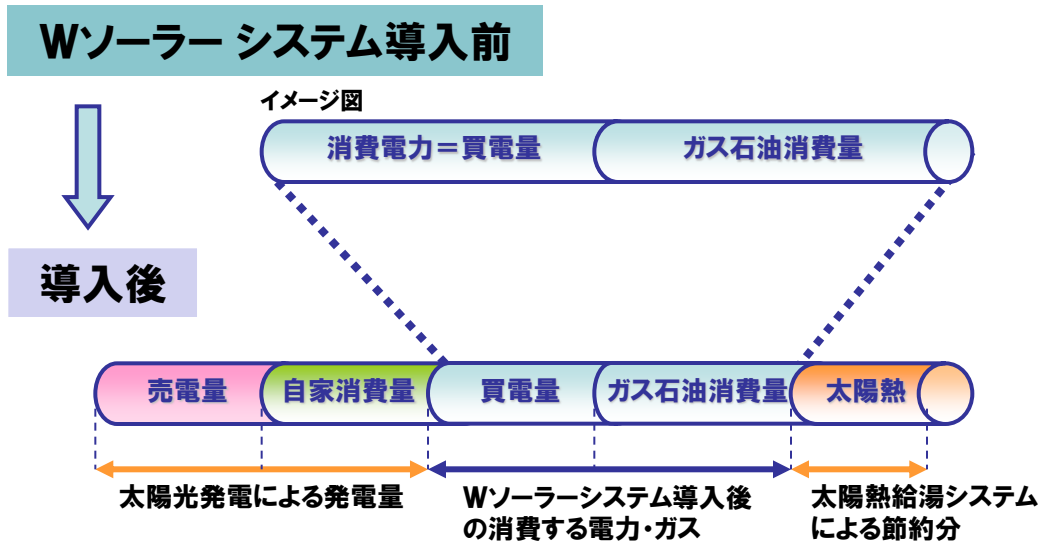 Wソーラー システム導入前
イメージ図
消費電力＝買電量
ガス石油消費量
導入後
売電量
自家消費量
買電量
ガス石油消費量
太陽熱
太陽光発電による発電量
Wソーラーシステム導入後
の消費する電力・ガス
太陽熱給湯システム
による節約分